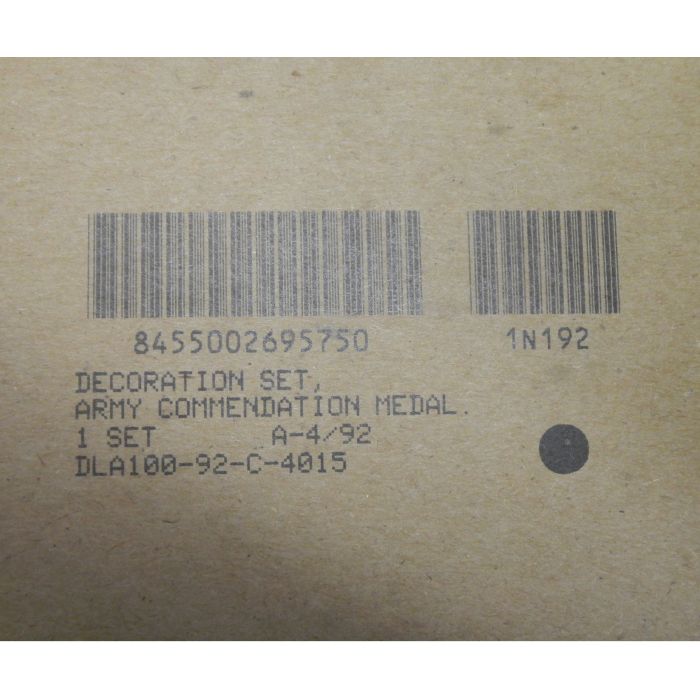 8455002695750 1N192
DECORATION SET,
ARMY COMMENDATION MEDAL.
1 SET A-4/92
DLA100-92-C-4015